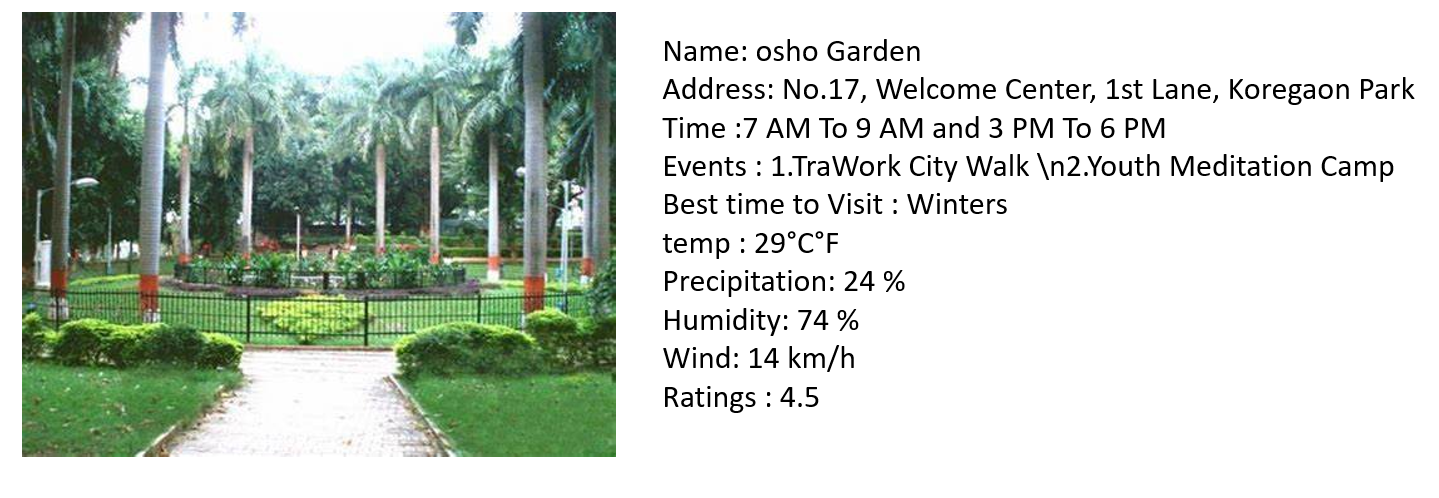 Name: osho Garden
Address: No.17, Welcome Center, 1st Lane, Koregaon Park
Time :7 AM To 9 AM and 3 PM To 6 PM
Events : 1.TraWork City Walk \n2.Youth Meditation Camp
Best time to Visit : Winters
temp : 29°C°F
Precipitation: 24 %
Humidity: 74 %
Wind: 14 km/h
Ratings : 4.5